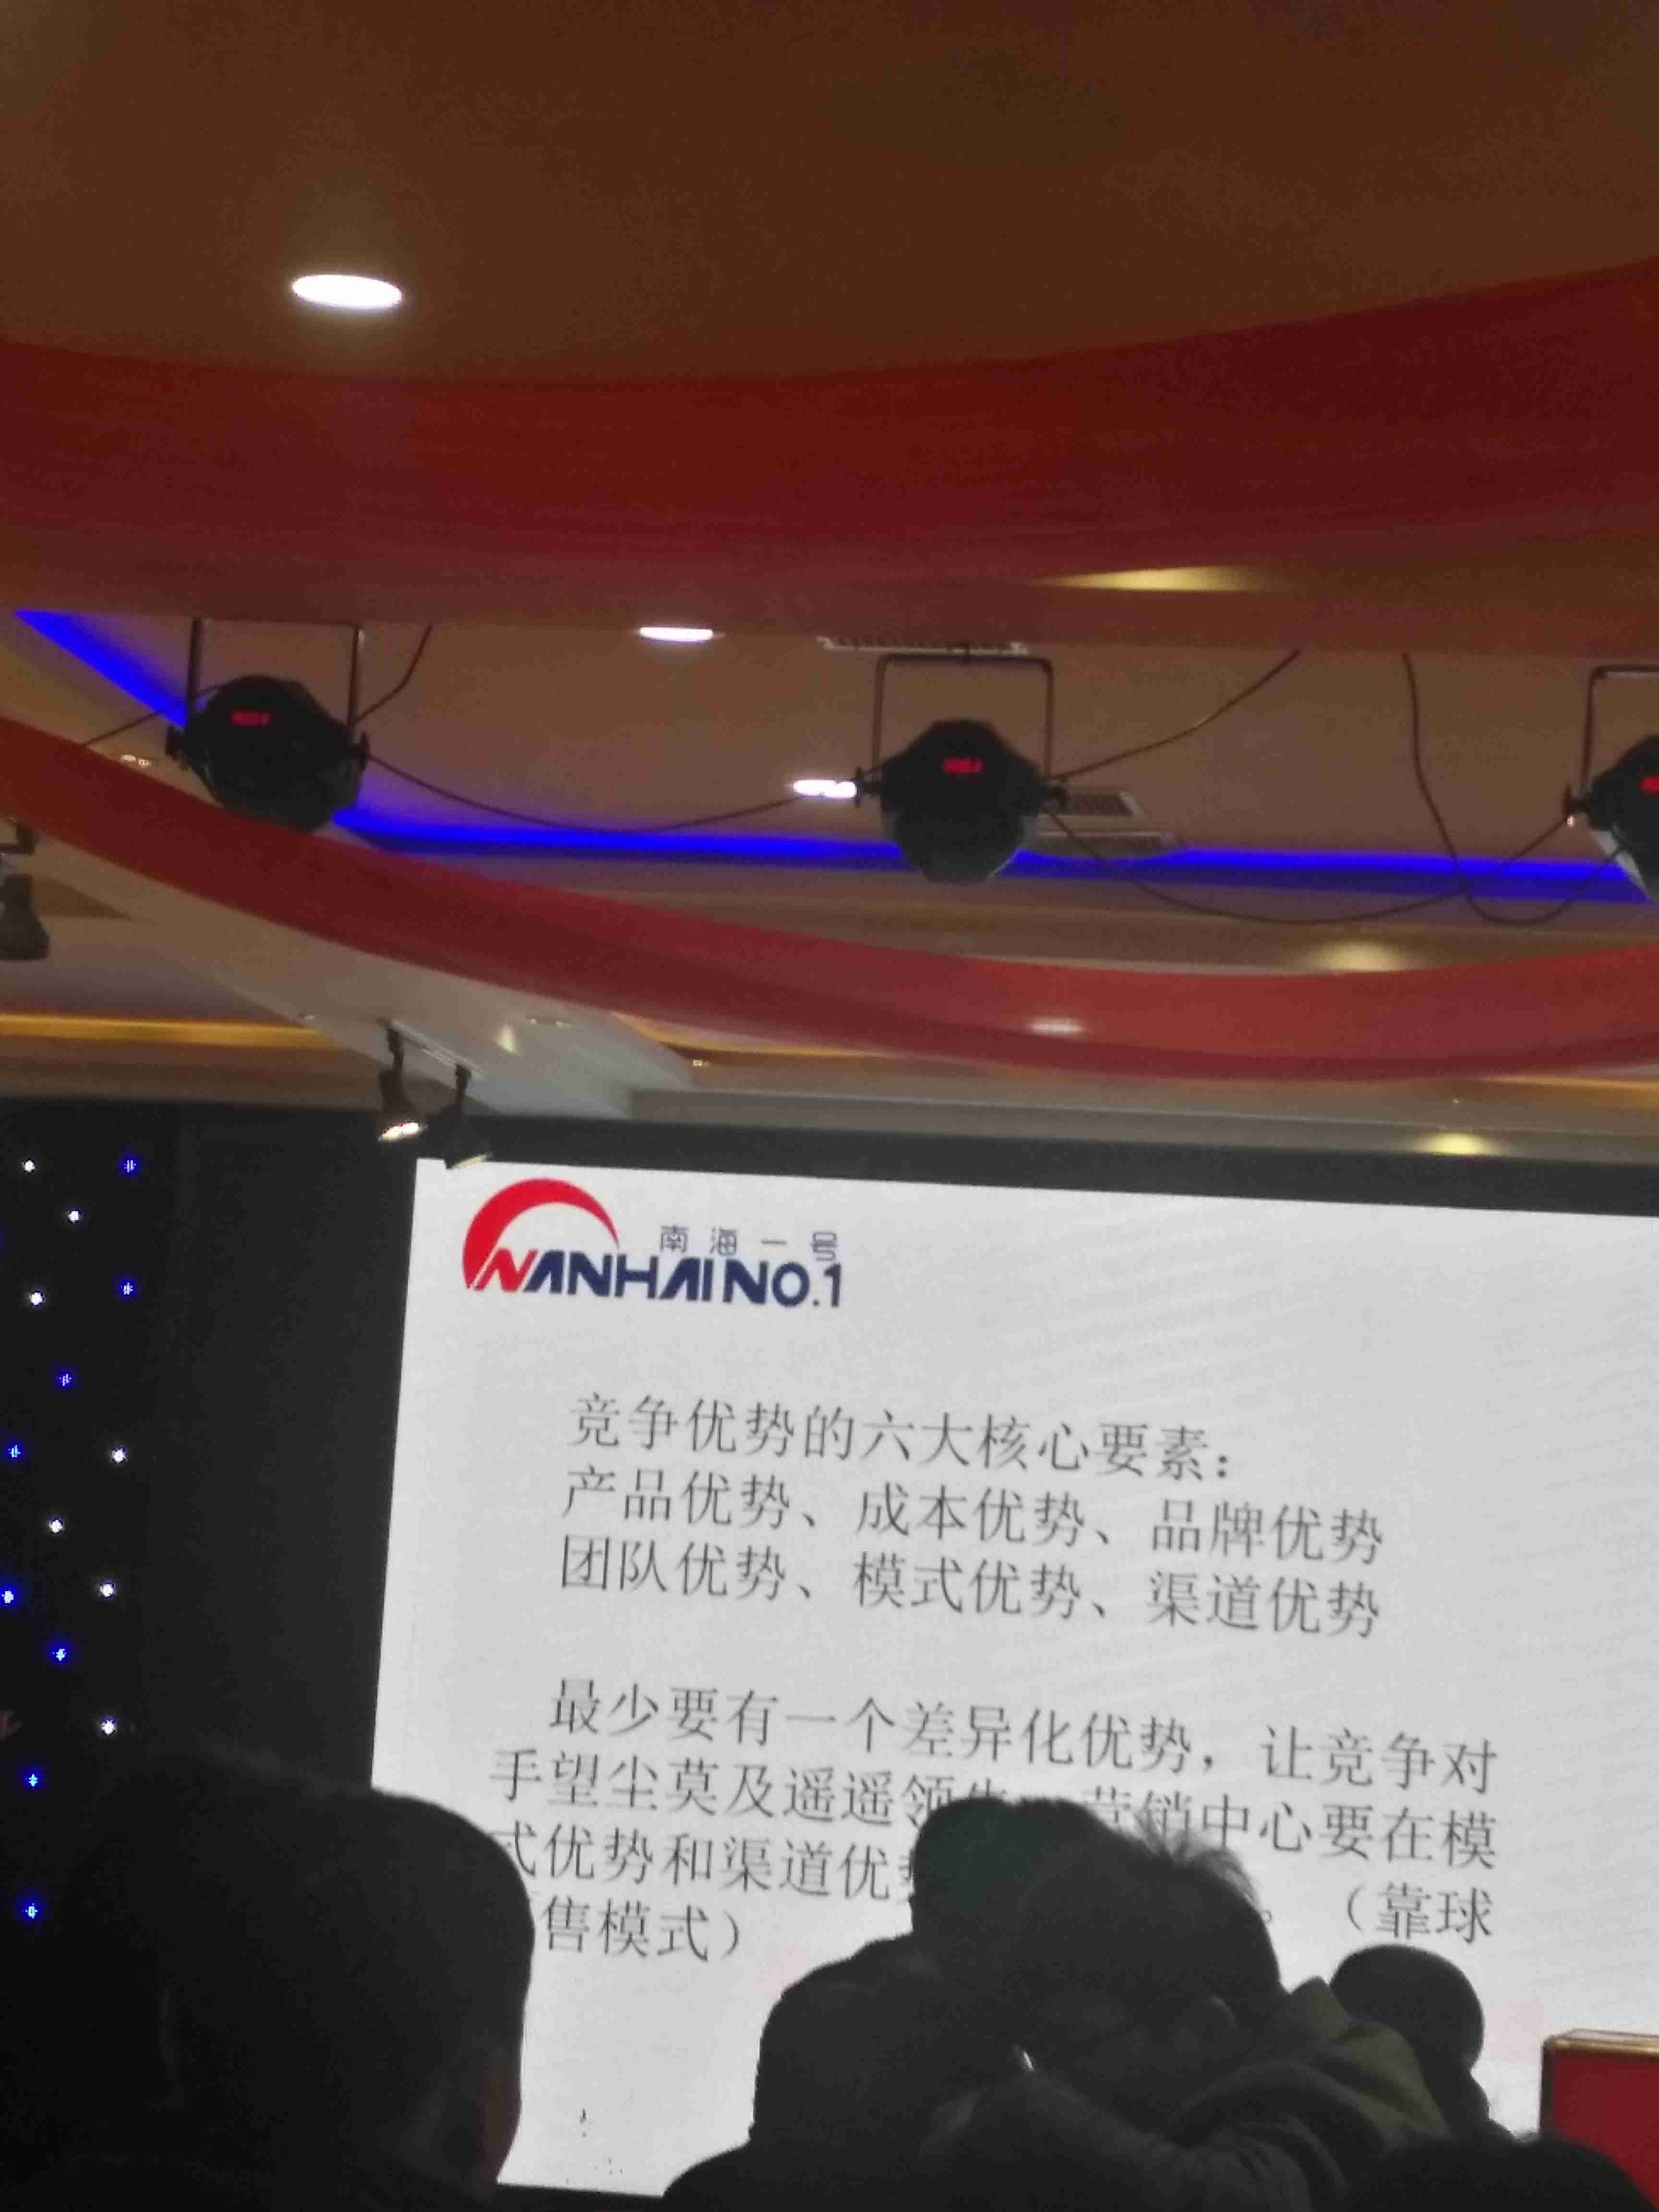 南海一号
NANHAI NO.1
竞争优势的六大核心要素：
产品优势、成本优势、品牌优势
团队优势、模式优势、渠道优势
最少要有一个差异化优势，让竞争对
手望尘莫及遥遥领 营销中心要在模
式优势和渠道优 。（靠球
售模式）